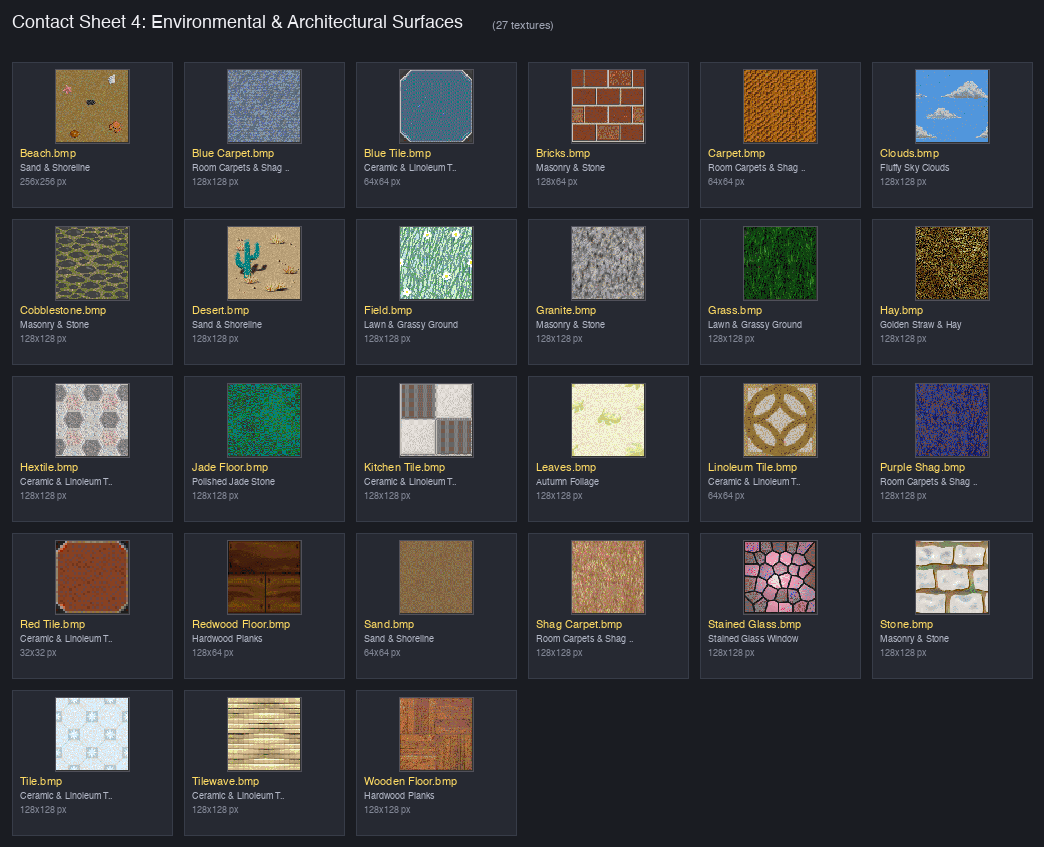 Contact Sheet 4: Environmental & Architectural Surfaces (27 textures)
Beach.bmp
Sand & Shoreline
256x256 px
Blue Carpet.bmp
Room Carpets & Shag ..
128x128 px
Blue Tile.bmp
Ceramic & Linoleum T..
64x64 px
Bricks.bmp
Masonry & Stone
128x64 px
Carpet.bmp
Room Carpets & Shag ..
64x64 px
Clouds.bmp
Fluffy Sky Clouds
128x128 px
Cobblestone.bmp
Masonry & Stone
128x128 px
Desert.bmp
Sand & Shoreline
128x128 px
Field.bmp
Lawn & Grassy Ground
128x128 px
Granite.bmp
Masonry & Stone
128x128 px
Grass.bmp
Lawn & Grassy Ground
128x128 px
Hay.bmp
Golden Straw & Hay
128x128 px
Hextile.bmp
Ceramic & Linoleum T..
128x128 px
Jade Floor.bmp
Polished Jade Stone
128x128 px
Kitchen Tile.bmp
Ceramic & Linoleum T..
128x128 px
Leaves.bmp
Autumn Foliage
128x128 px
Linoleum Tile.bmp
Ceramic & Linoleum T..
64x64 px
Purple Shag.bmp
Room Carpets & Shag ..
128x128 px
Red Tile.bmp
Ceramic & Linoleum T..
32x32 px
Redwood Floor.bmp
Hardwood Planks
128x64 px
Sand.bmp
Sand & Shoreline
64x64 px
Shag Carpet.bmp
Room Carpets & Shag ..
128x128 px
Stained Glass.bmp
Stained Glass Window
128x128 px
Stone.bmp
Masonry & Stone
128x128 px
Tile.bmp
Ceramic & Linoleum T..
128x128 px
Tilewave.bmp
Ceramic & Linoleum T..
128x128 px
Wooden Floor.bmp
Hardwood Planks
128x128 px